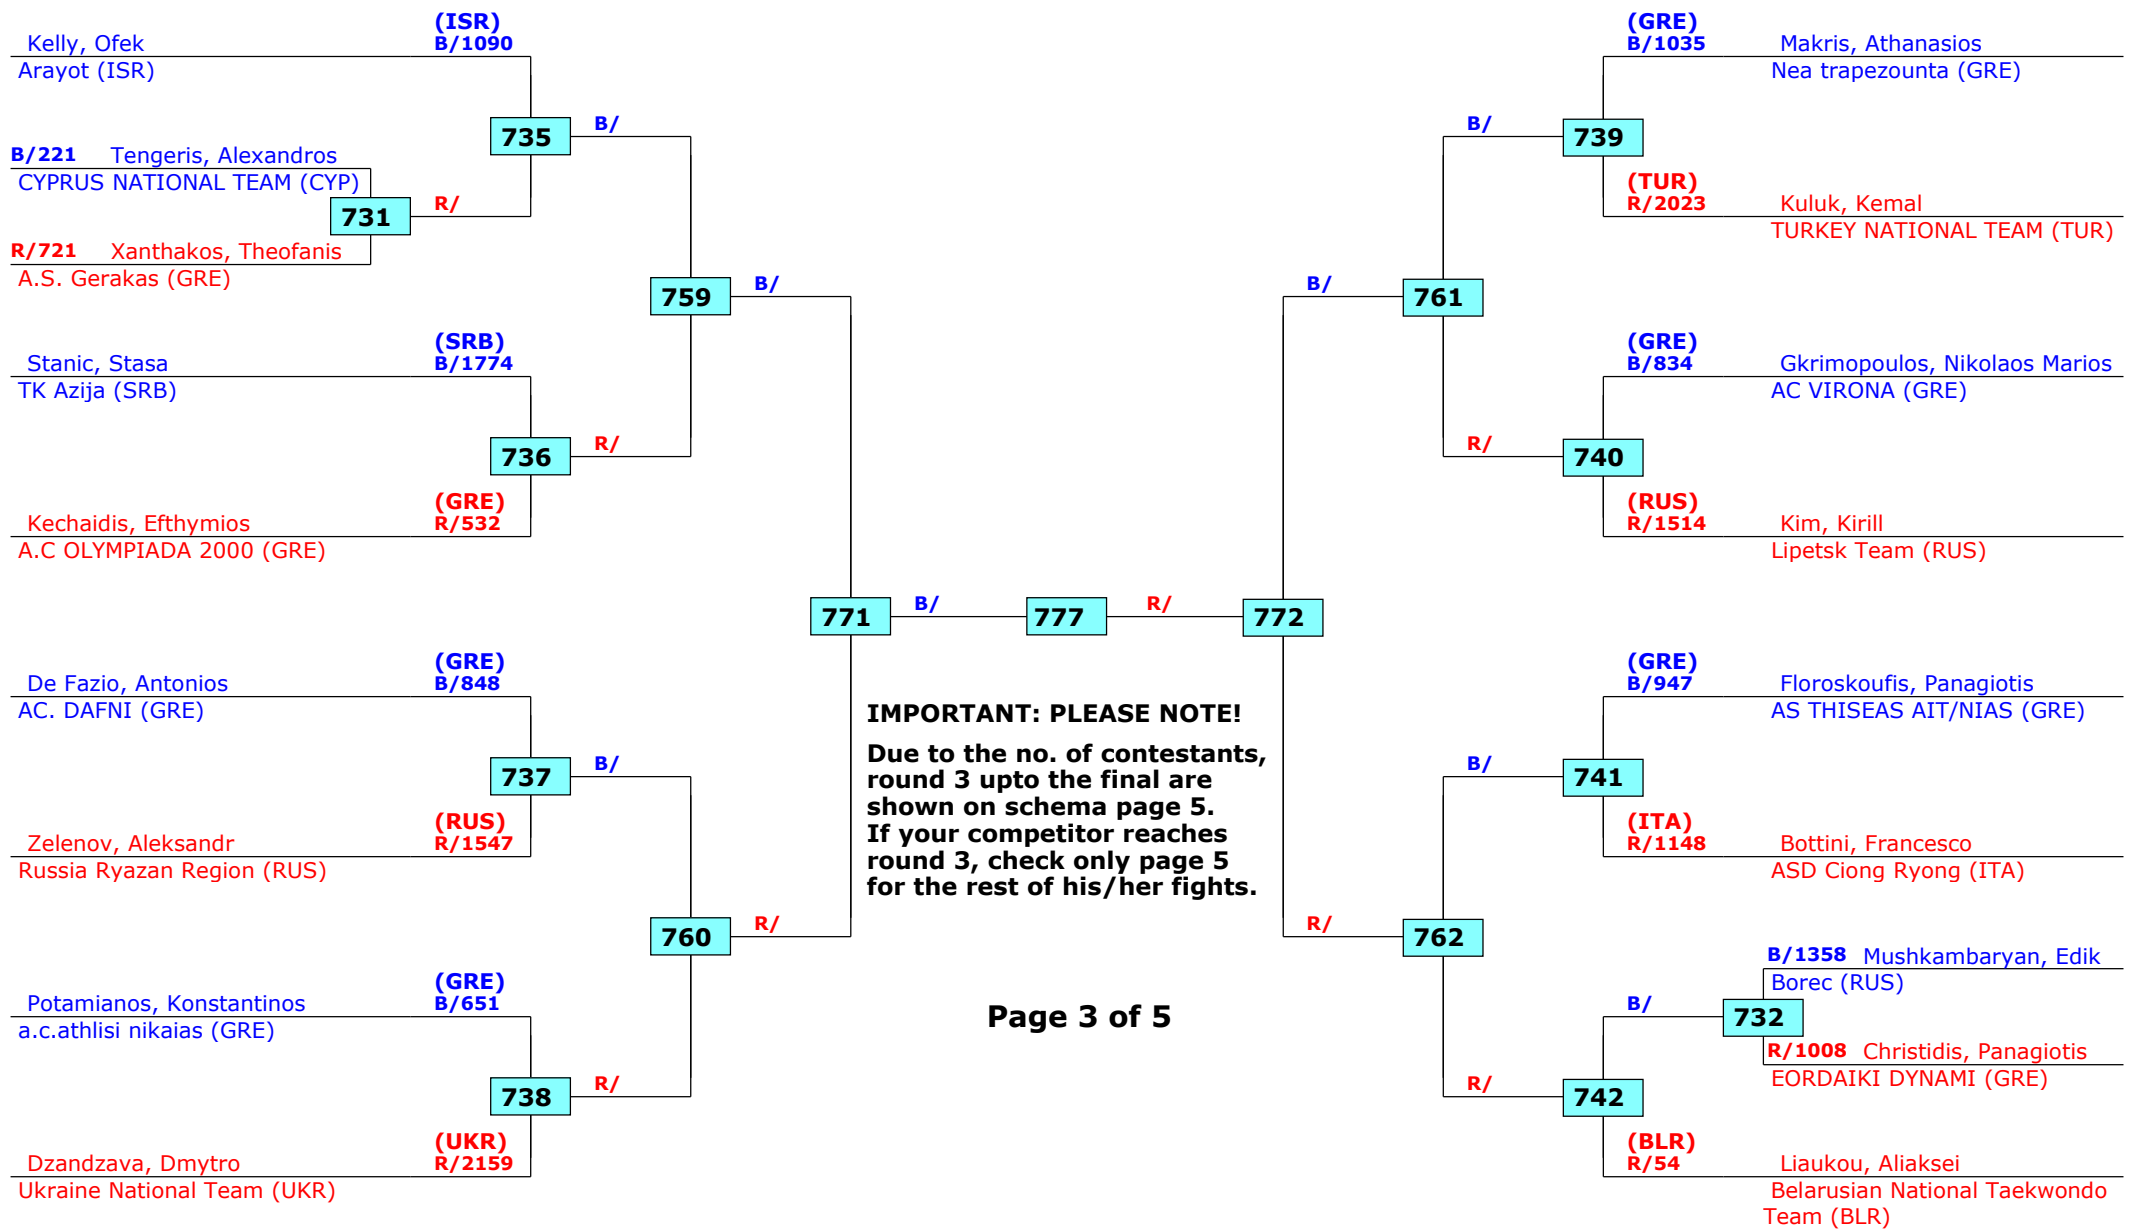 (ISR)
Kelly, Ofek B/1090
Arayot (ISR)
735 B/
B/221 Tengeris, Alexandros
CYPRUS NATIONAL TEAM (CYP)
731 R/
R/721 Xanthakos, Theofanis
A.S. Gerakas (GRE)
759 B/
(SRB)
Stanic, Stasa B/1774
TK Azija (SRB)
736 R/
(GRE)
Kechaidis, Efthymios R/532
A.C OLYMPIADA 2000 (GRE)
771 B/ 777 R/ 772
(GRE)
De Fazio, Antonios B/848
AC. DAFNI (GRE)
737 B/
(RUS)
Zelenov, Aleksandr R/1547
Russia Ryazan Region (RUS)
760 R/
(GRE)
Potamianos, Konstantinos B/651
a.c.athlisi nikaias (GRE)
738 R/
(UKR)
Dzandzava, Dmytro R/2159
Ukraine National Team (UKR)
IMPORTANT: PLEASE NOTE!
Due to the no. of contestants,
round 3 upto the final are
shown on schema page 5.
If your competitor reaches
round 3, check only page 5
for the rest of his/her fights.
Page 3 of 5
(GRE)
B/1035 Makris, Athanasios
Nea trapezounta (GRE)
B/ 739
(TUR)
R/2023 Kuluk, Kemal
TURKEY NATIONAL TEAM (TUR)
B/ 761
(GRE)
B/834 Gkrimopoulos, Nikolaos Marios
AC VIRONA (GRE)
R/ 740
(RUS)
R/1514 Kim, Kirill
Lipetsk Team (RUS)
(GRE)
B/947 Floroskoufis, Panagiotis
AS THISEAS AIT/NIAS (GRE)
B/ 741
(ITA)
R/1148 Bottini, Francesco
ASD Ciong Ryong (ITA)
R/ 762
B/1358 Mushkambaryan, Edik
Borec (RUS)
B/ 732
R/1008 Christidis, Panagiotis
EORDAIKI DYNAMI (GRE)
R/ 742
(BLR)
R/54 Liaukou, Aliaksei
Belarusian National Taekwondo
Team (BLR)